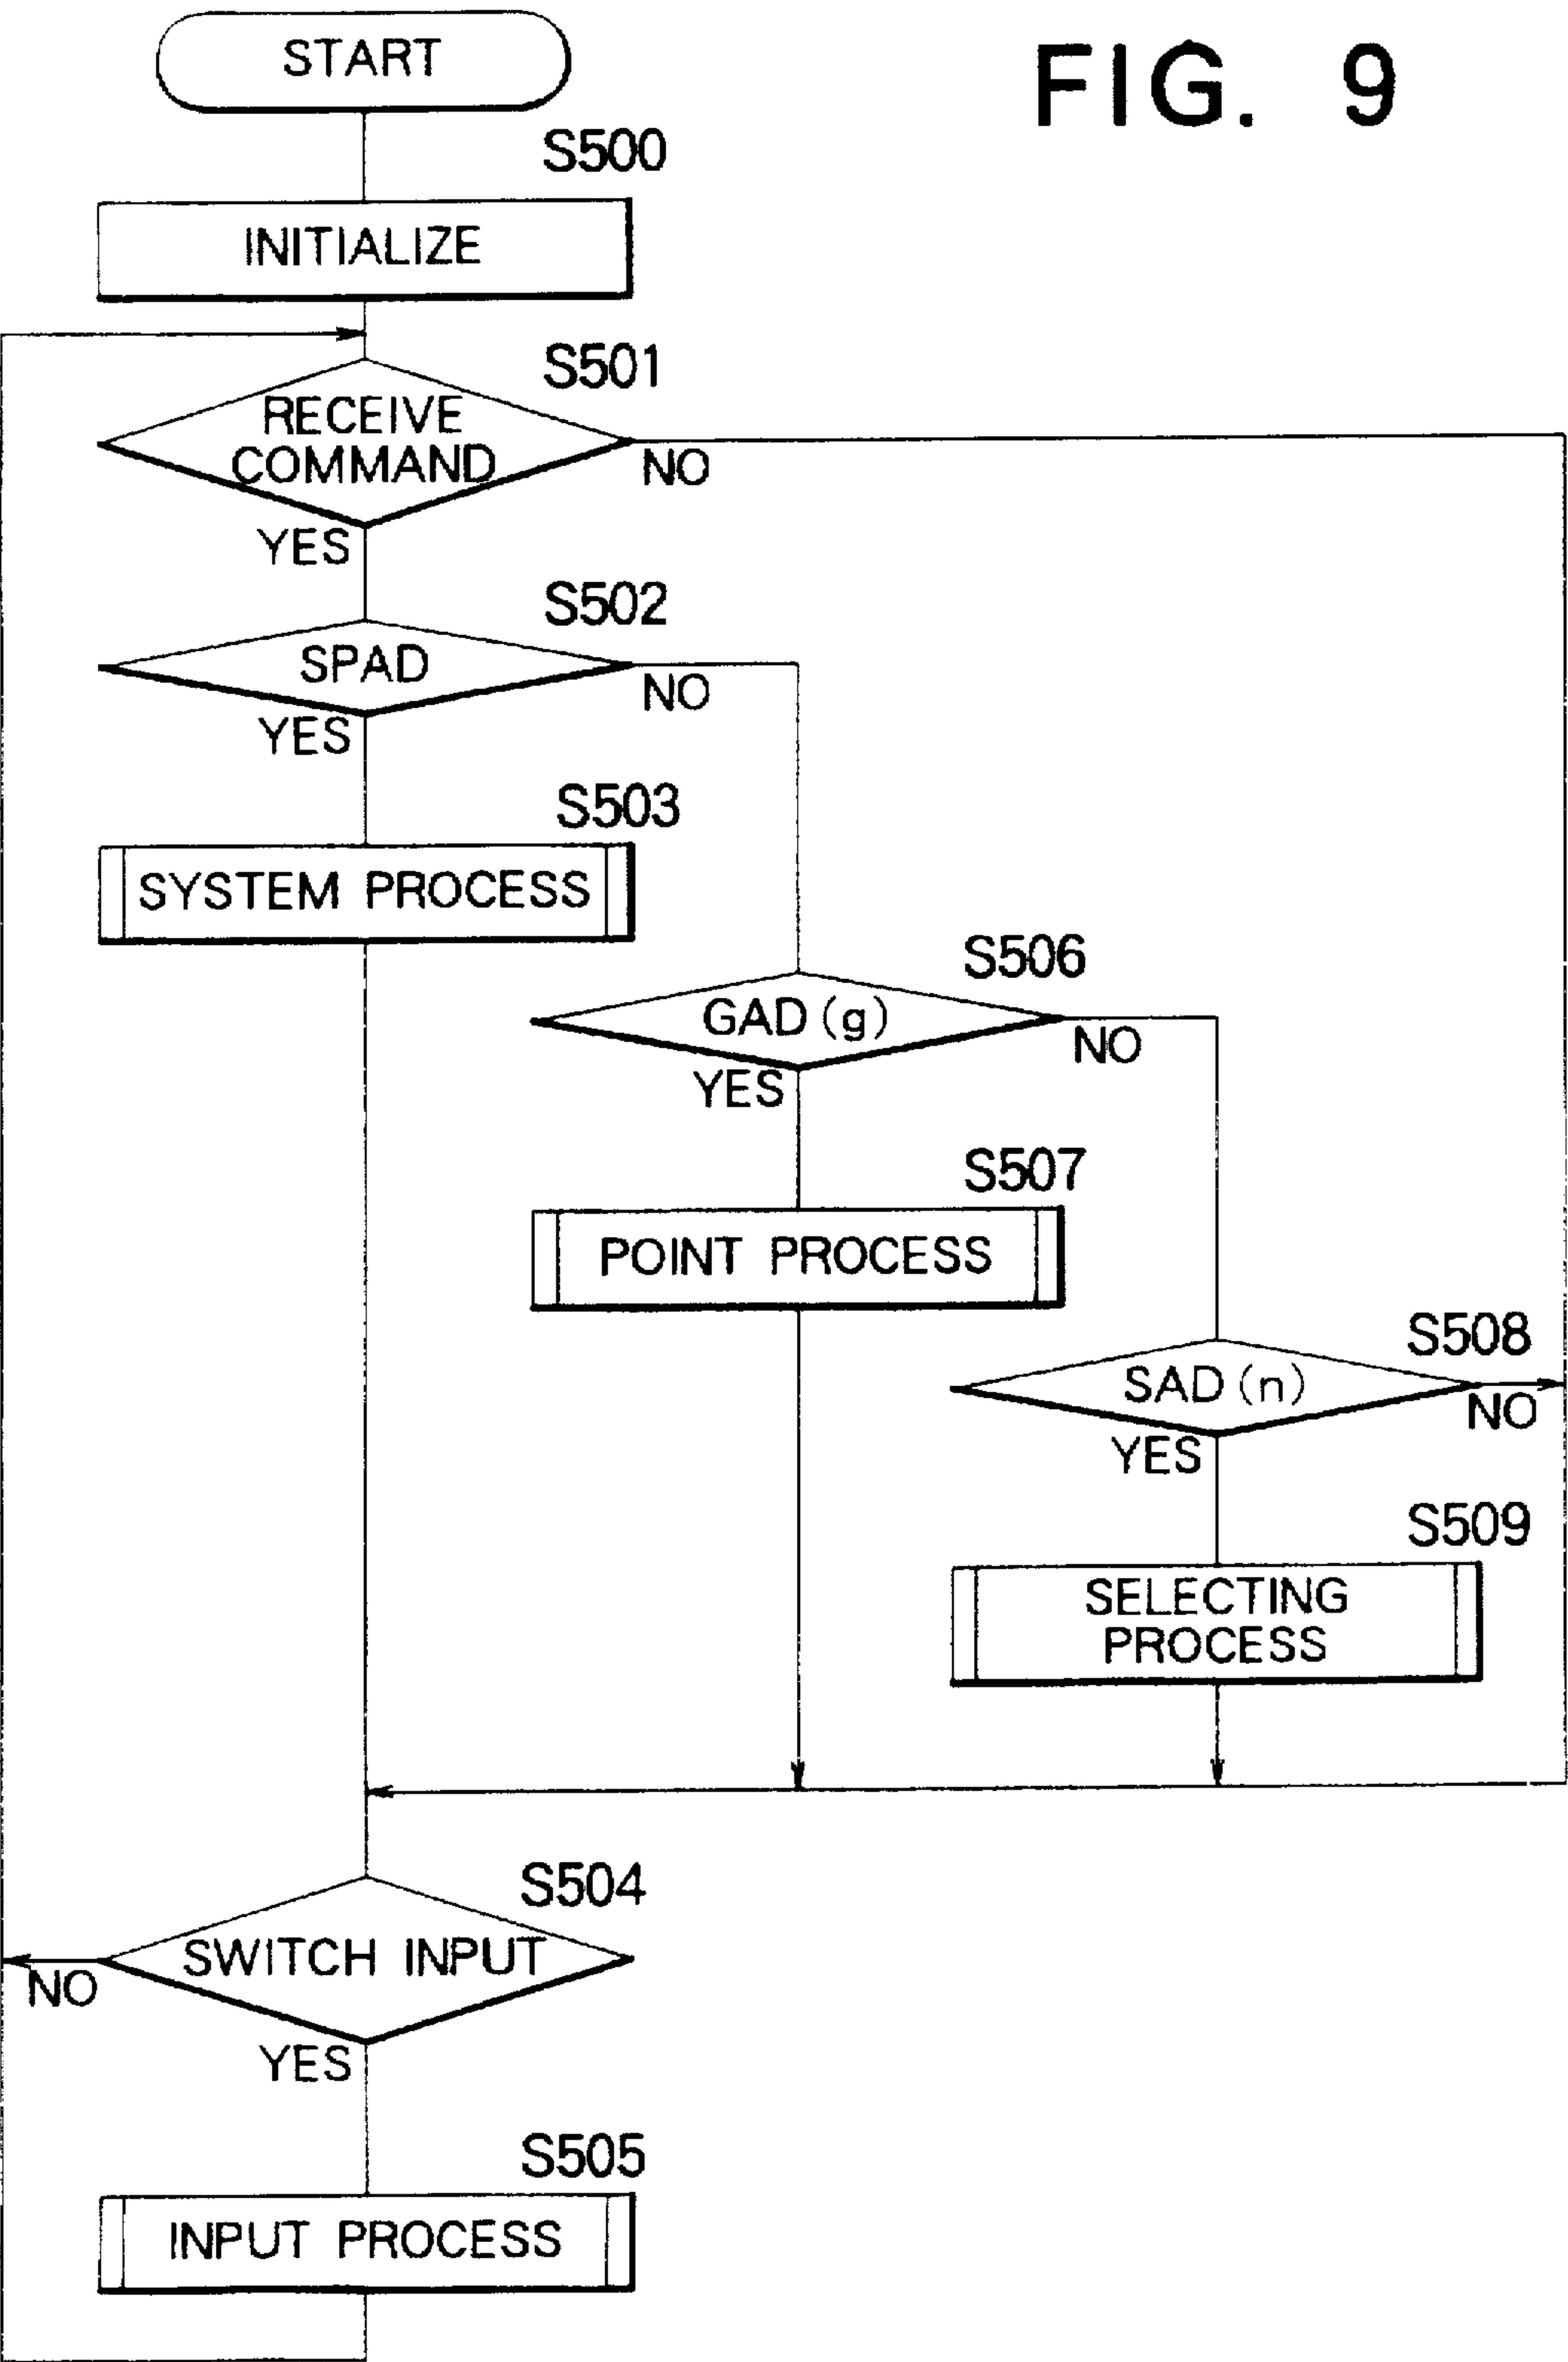 FIG. 9
START
S500
INITIALIZE
S501
RECEIVE
COMMAND
NO
YES
S502
SPAD
NO
YES
S503
SYSTEM PROCESS
S506
GAD (g)
NO
YES
S507
POINT PROCESS
S508
SAD (n)
NO
YES
S509
SELECTING
PROCESS
S504
SWITCH INPUT
NO
YES
S505
INPUT PROCESS